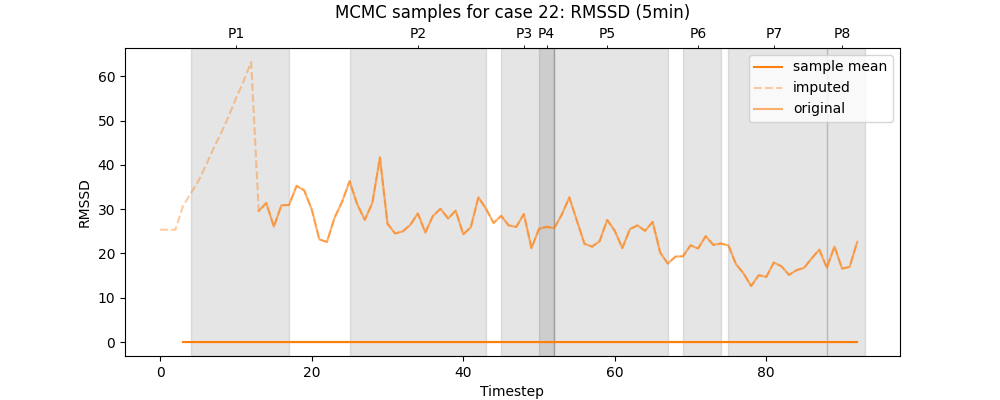 MCMC samples for case 22: RMSSD (5min)
P1 P2 P3 P4 P5 P6 P7 P8
sample mean
imputed
original
60
50
40
30
20
10
0
RMSSD
0 20 40 60 80
Timestep